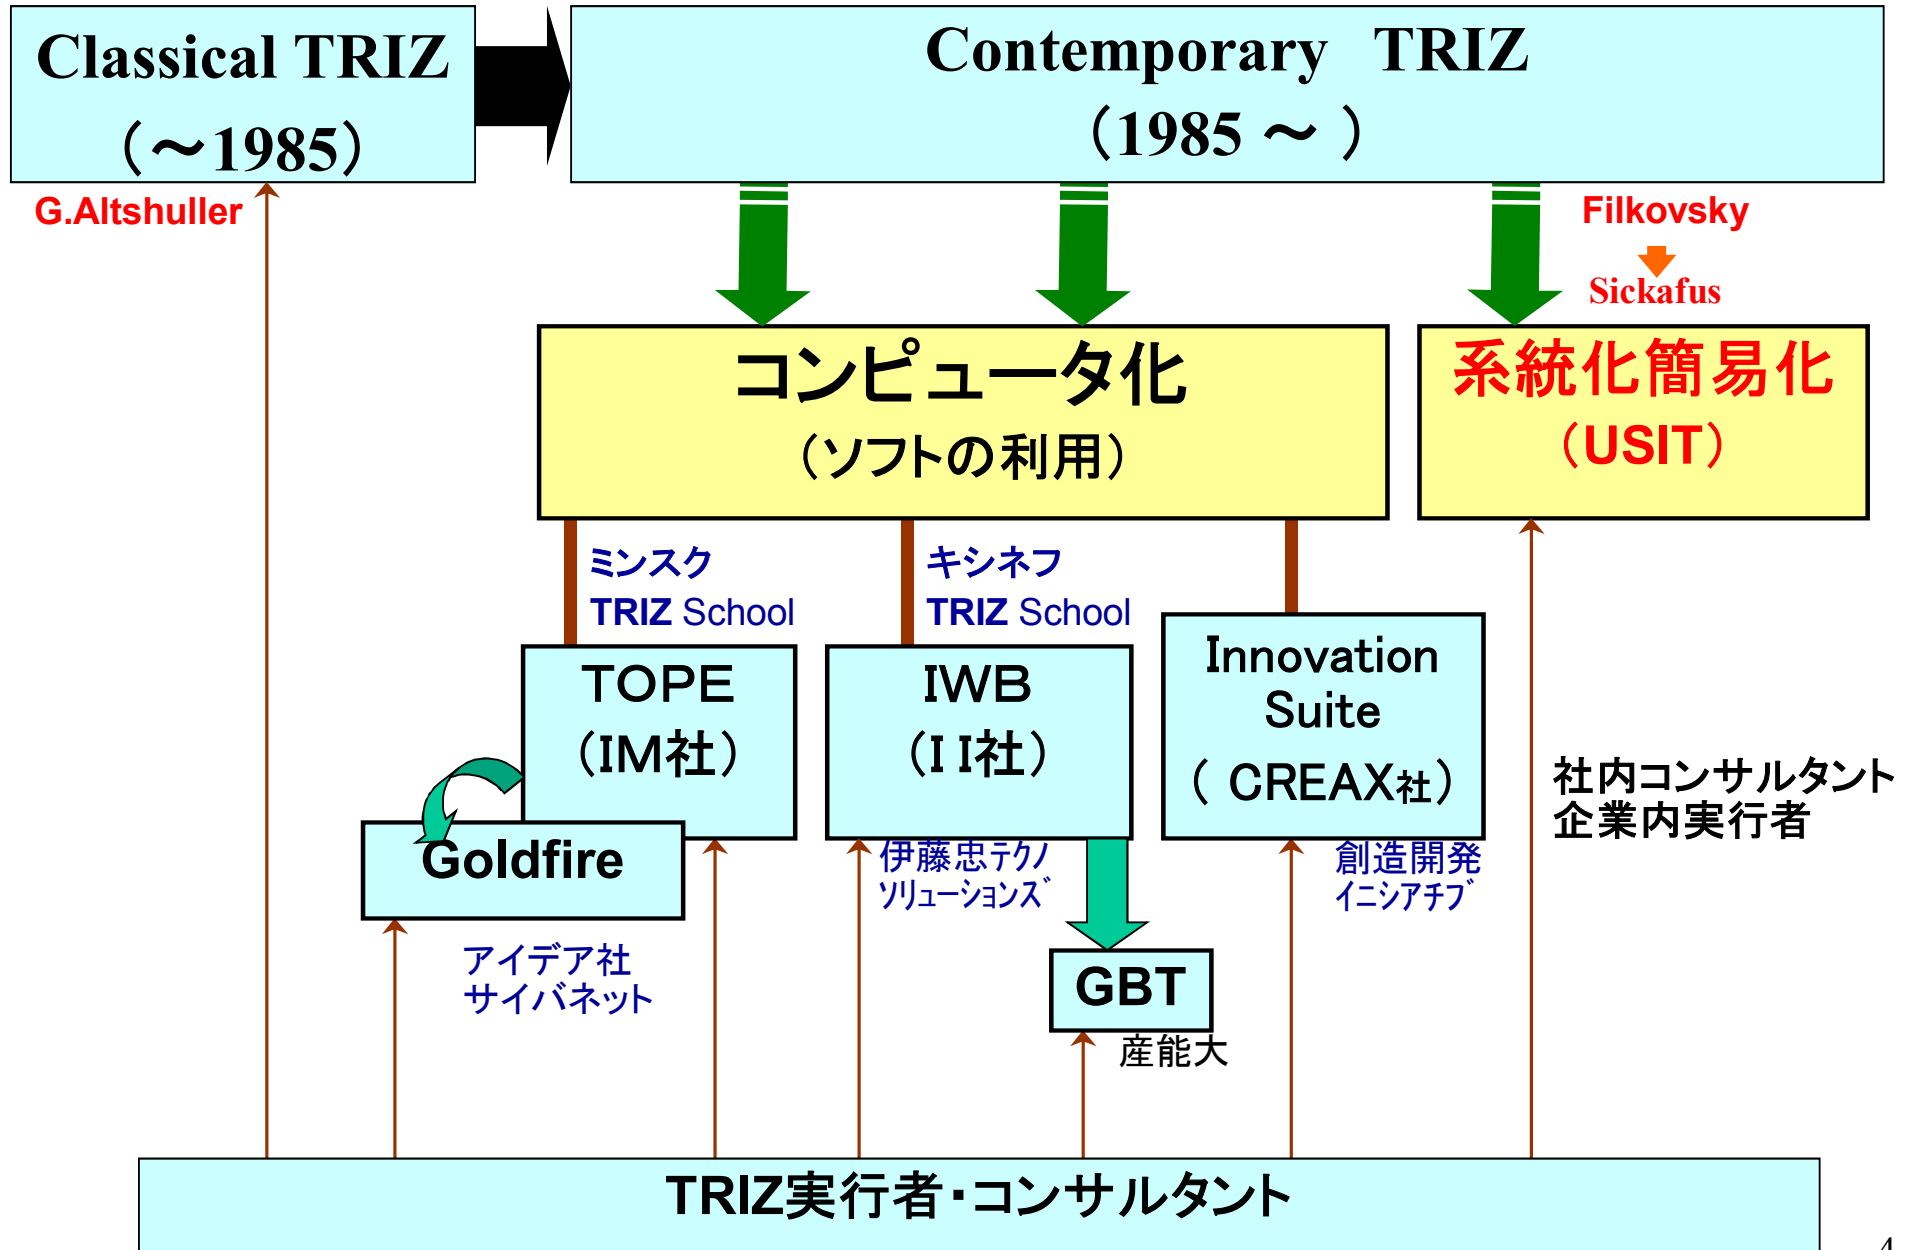 Classical TRIZ
（～1985）
Contemporary TRIZ
（1985 ～ ）
G.Altshuller
Filkovsky
Sickafus
コンピュータ化
（ソフトの利用）
系統化簡易化
（USIT）
ミンスク
TRIZ School
キシネフ
TRIZ School
TOPE
（IM社）
IWB
（II社）
Innovation
Suite
（ CREAX社）
社内コンサルタント
企業内実行者
Goldfire
伊藤忠ﾃｸﾉ
ｿﾘｭｰｼｮﾝｽﾞ
創造開発
ｲﾆｼｱﾁﾌﾞ
アイデア社
サイバネット
GBT
産能大
TRIZ実行者・コンサルタント
4